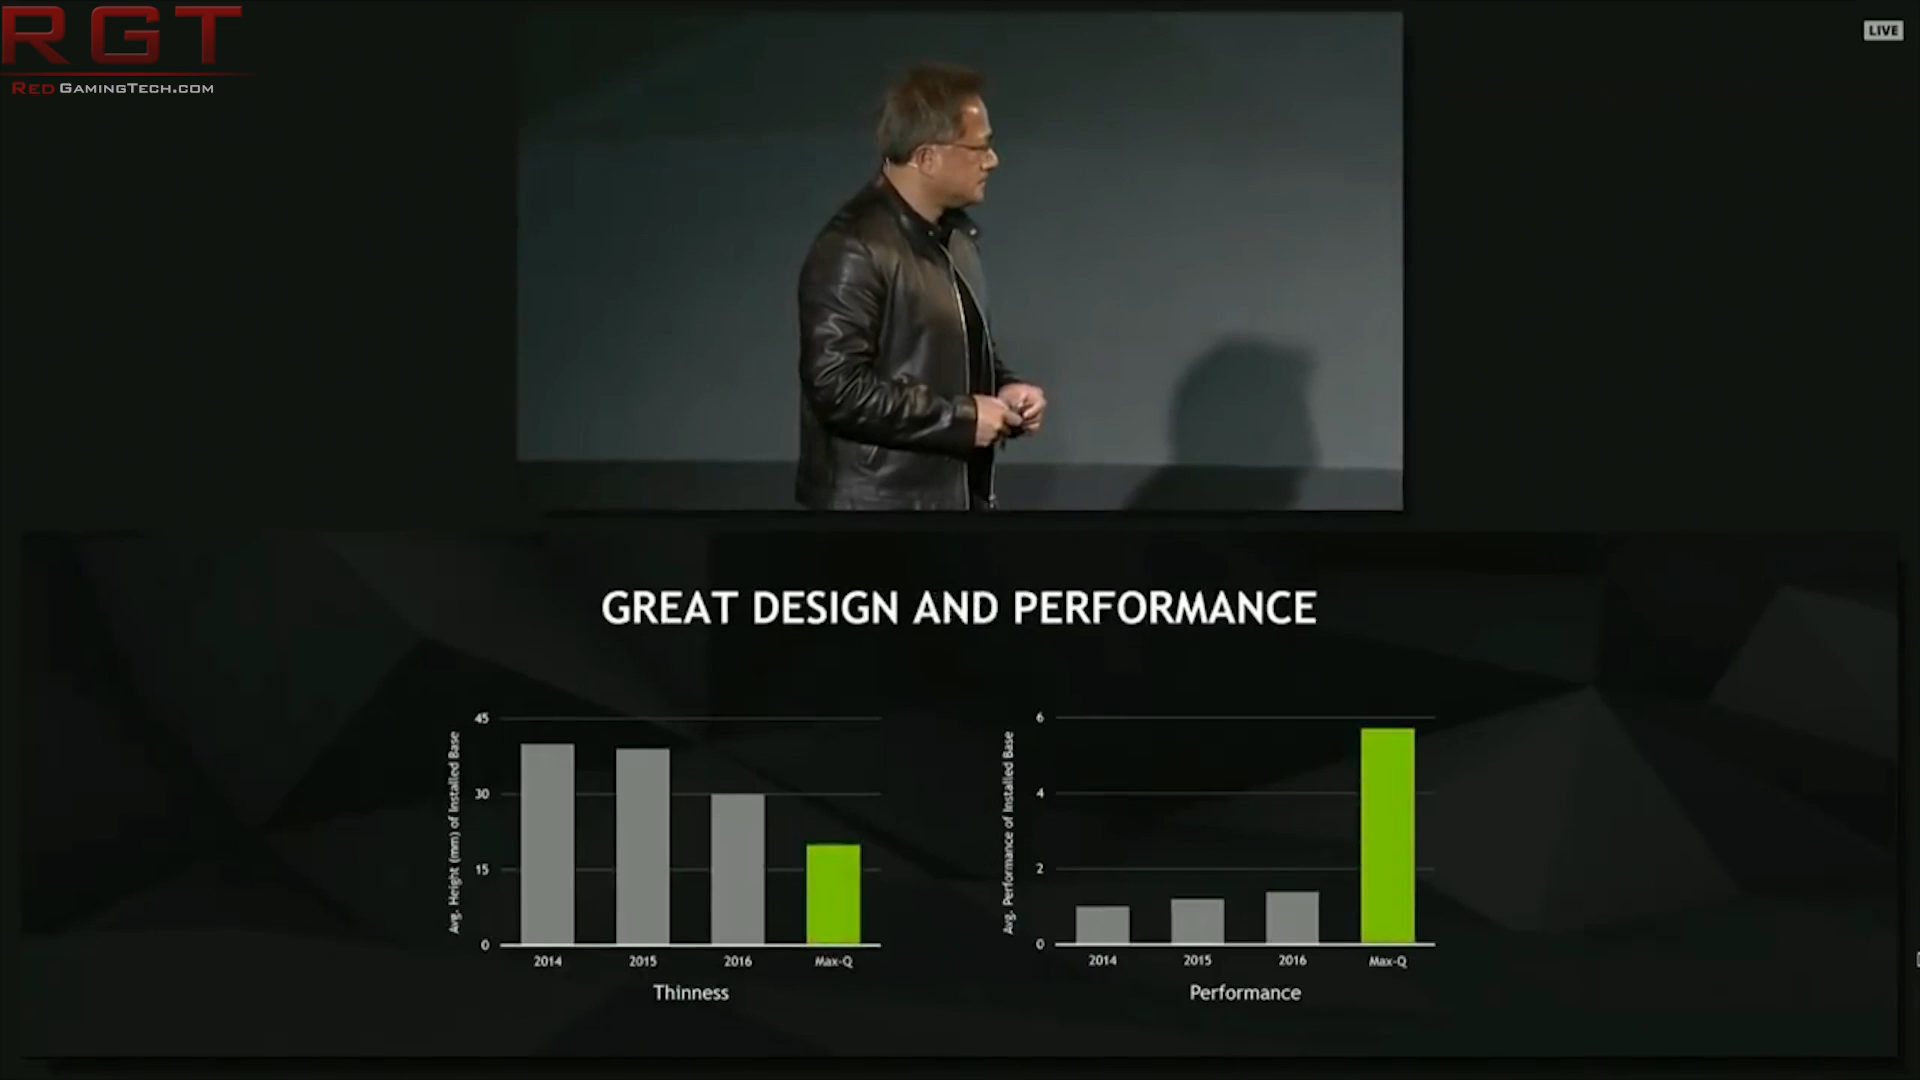 RGT
RED GAMINGTECH.COM
LIVE
GREAT DESIGN AND PERFORMANCE
Avg. Height (mm) of Installed Base
45
30
15
0
2014 2015 2016 Max-Q
Thinness
Avg. Performance of Installed Base
6
4
2
0
2014 2015 2016 Max-Q
Performance